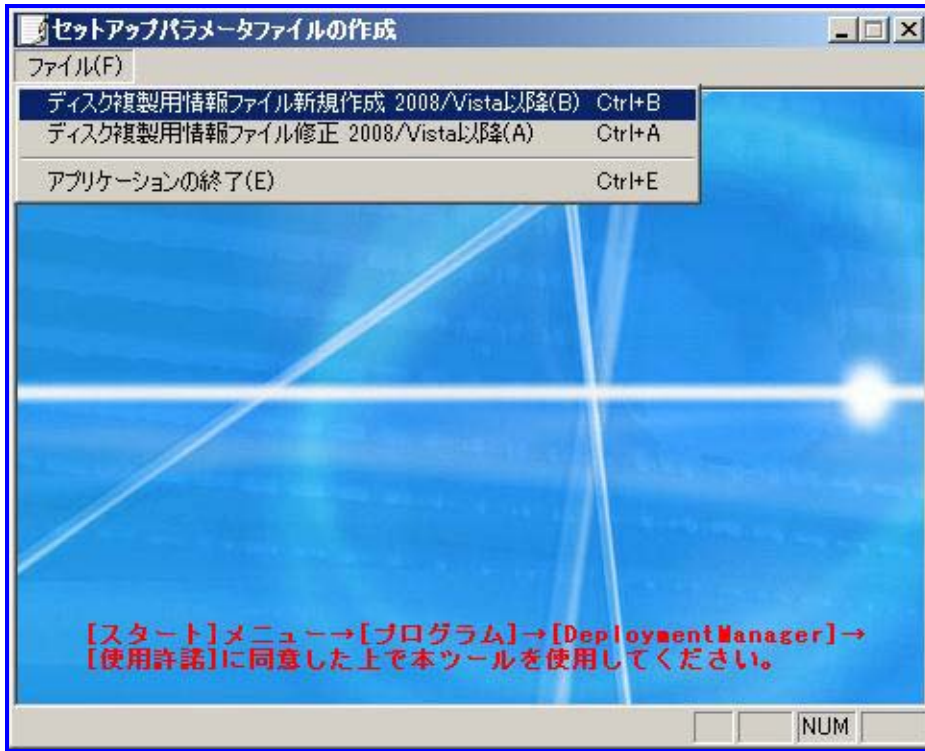 セットアップパラメータファイルの作成
ファイル(F)
ディスク複製用情報ファイル新規作成 2008/Vista以降(B) Ctrl+B
ディスク複製用情報ファイル修正 2008/Vista以降(A) Ctrl+A
アプリケーションの終了(E) Ctrl+E
[スタート]メニュー→[プログラム]→[DeploymentManager]→
[使用許諾]に同意した上で本ツールを使用してください。
NUM